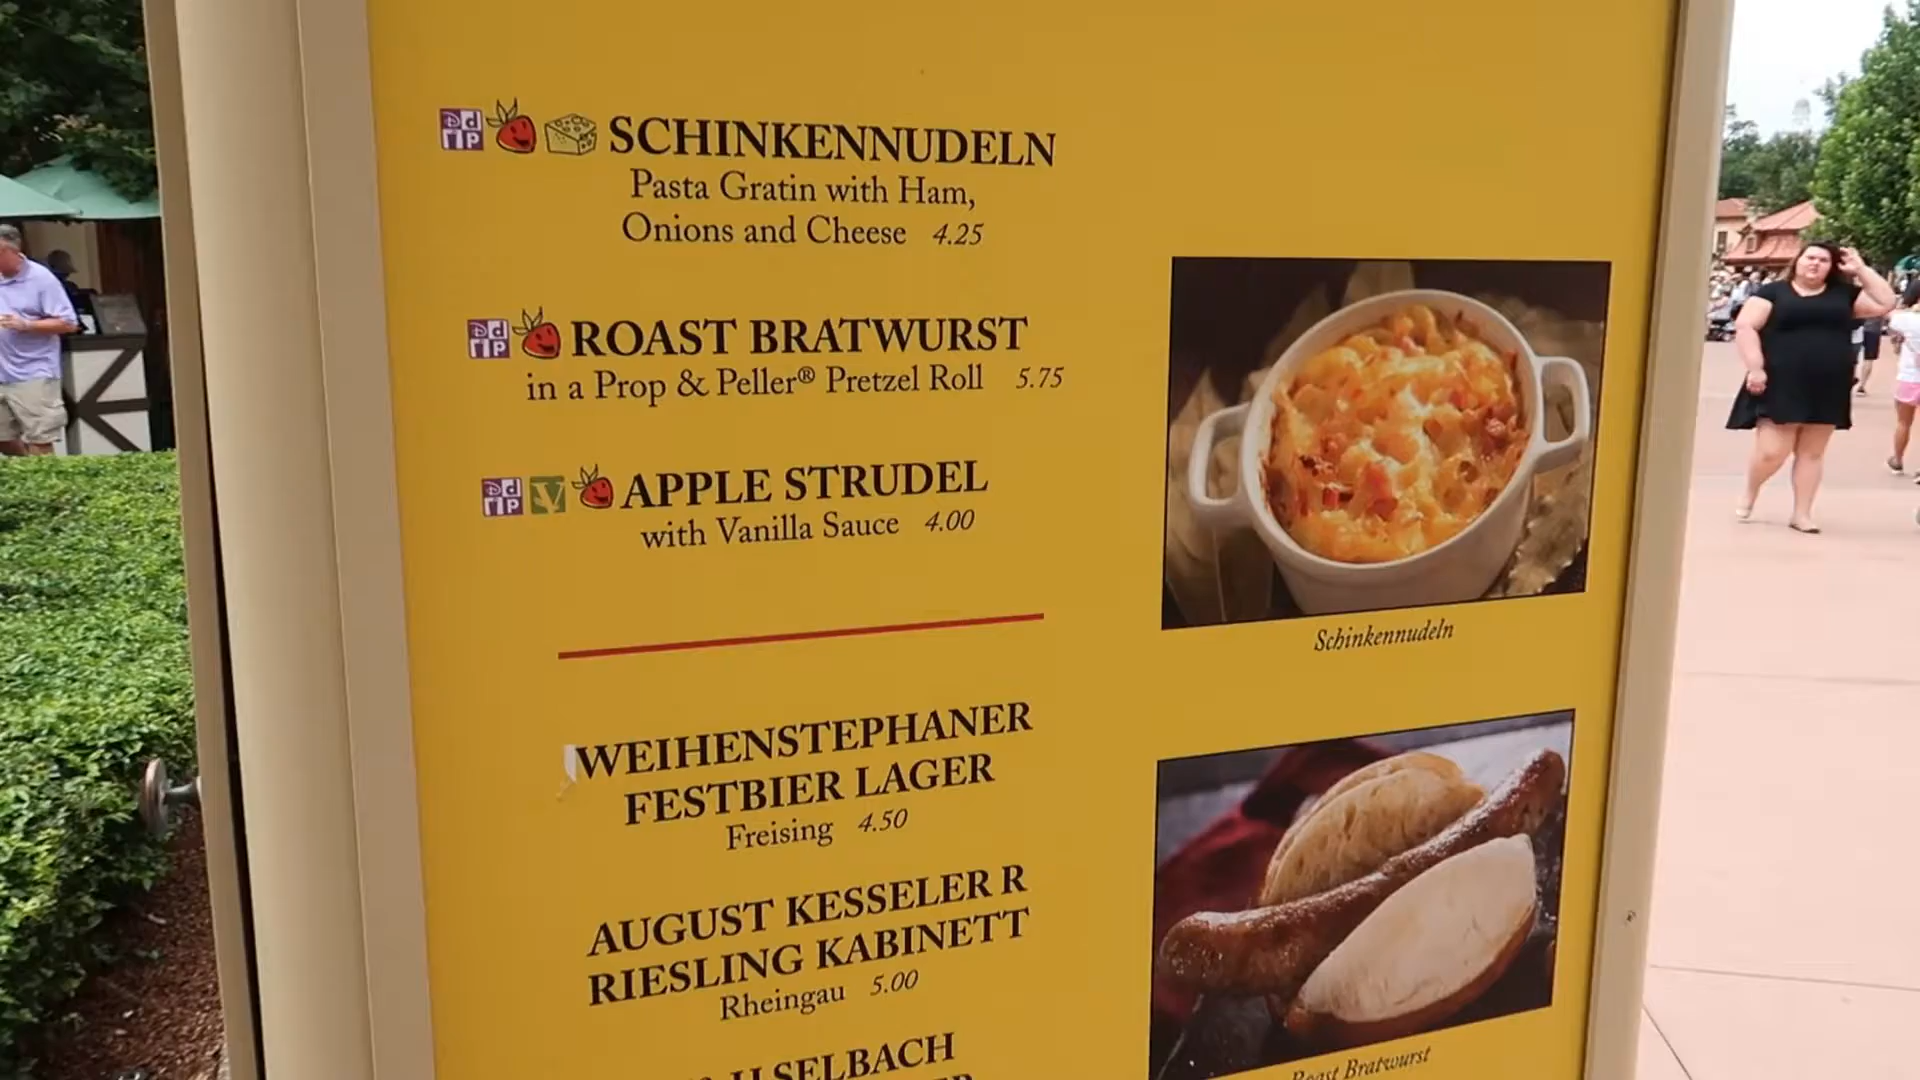 SCHINKENNUDELN
Pasta Gratin with Ham,
Onions and Cheese 4.25
ROAST BRATWURST
in a Prop & Peller® Pretzel Roll 5.75
APPLE STRUDEL
with Vanilla Sauce 4.00
WEIHENSTEPHANER
FESTBIER LAGER
Freising 4.50
AUGUST KESSELER R
RIESLING KABINETT
Rheingau 5.00
Schinkennudeln
Roast Bratwurst